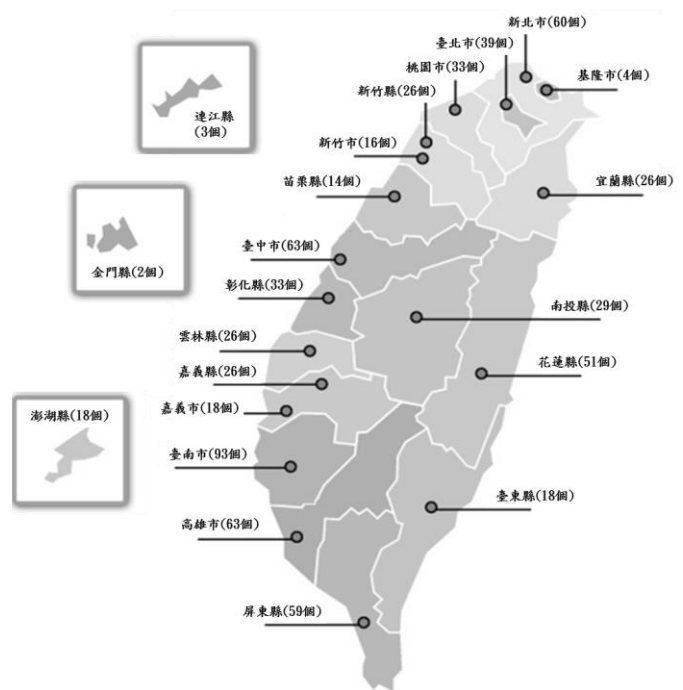 新北市(60個)
臺北市(39個)
桃園市(33個)
基隆市(4個)
新竹縣(26個)
連江縣
(3個)
新竹市(16個)
苗栗縣(14個)
宜蘭縣(26個)
臺中市(63個)
金門縣(2個)
彰化縣(33個)
南投縣(29個)
雲林縣(26個)
花蓮縣(51個)
嘉義縣(26個)
嘉義市(18個)
澎湖縣(18個)
臺南市(93個)
臺東縣(18個)
高雄市(63個)
屏東縣(59個)